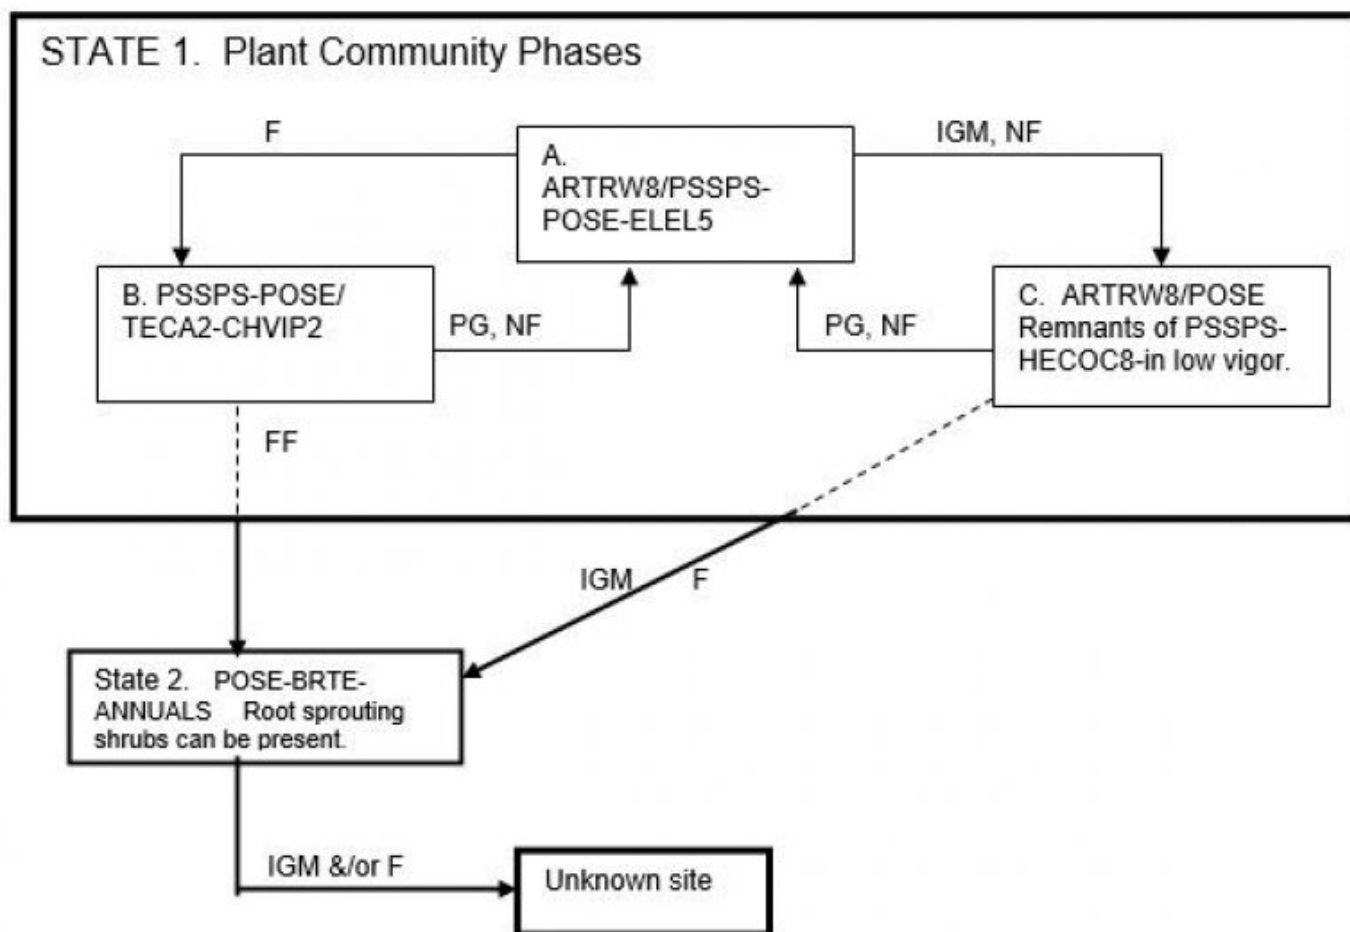 STATE 1. Plant Community Phases
F
IGM, NF
A.
ARTRW8/PSSPS-
POSE-ELEL5
B. PSSPS-POSE/
TECA2-CHVIP2
PG, NF
PG, NF
C. ARTRW8/POSE
Remnants of PSSPS-
HECOC8-in low vigor.
FF
IGM F
State 2. POSE-BRTE-
ANNUALS Root sprouting
shrubs can be present.
IGM &/or F
Unknown site